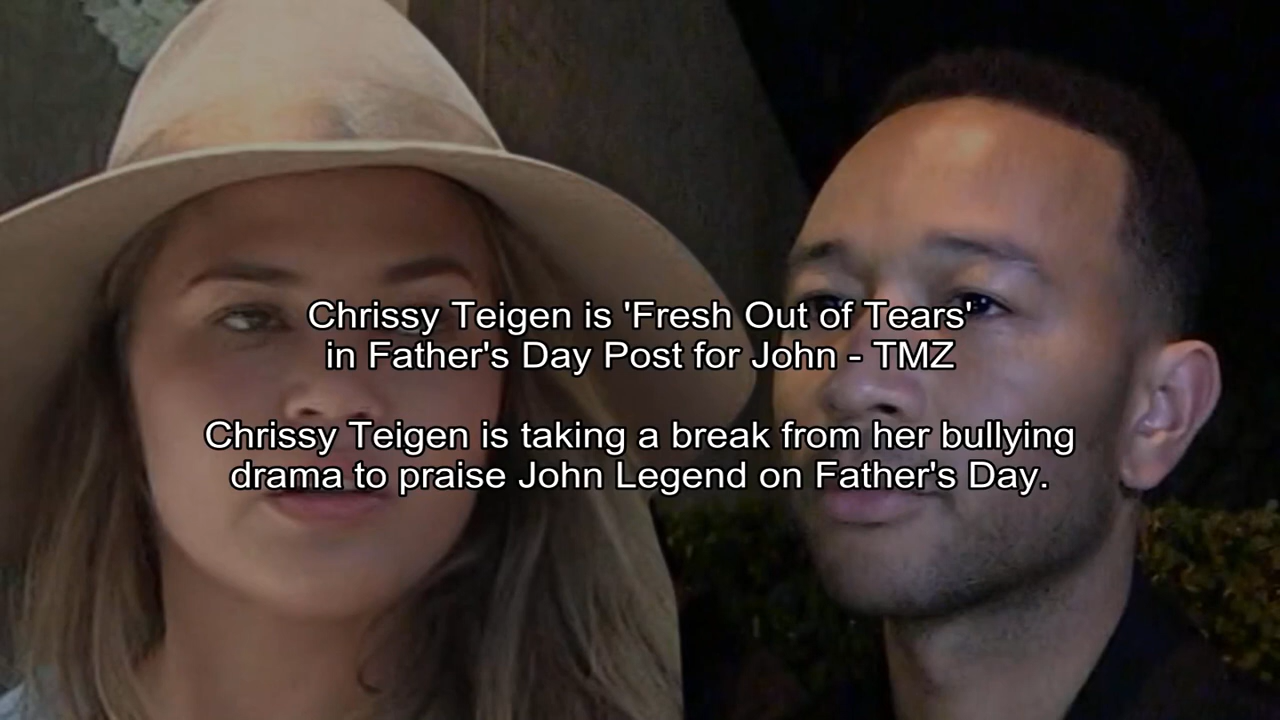 Chrissy Teigen is 'Fresh Out of Tears'
in Father's Day Post for John - TMZ
Chrissy Teigen is taking a break from her bullying
drama to praise John Legend on Father's Day.